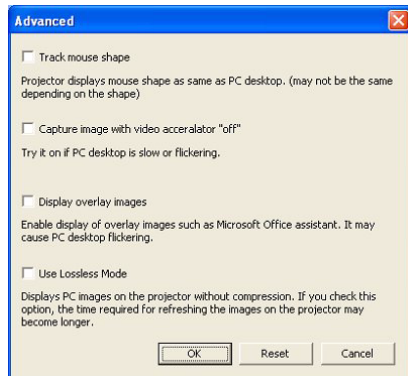 Advanced
Track mouse shape
Projector displays mouse shape as same as PC desktop. (may not be the same
depending on the shape)
Capture image with video acceralator "off"
Try it on if PC desktop is slow or flickering.
Display overlay images
Enable display of overlay images such as Microsoft Office assistant. It may
cause PC desktop flickering.
Use Lossless Mode
Displays PC images on the projector without compression. If you check this
option, the time required for refreshing the images on the projector may
become longer.
OK Reset Cancel